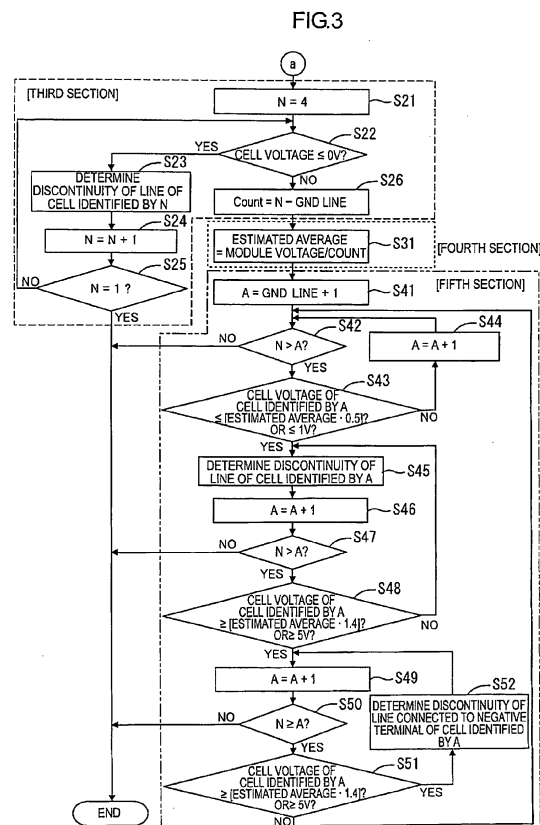 FIG.3
a
[THIRD SECTION]
N = 4
S21
S22
CELL VOLTAGE ≤ 0V?
YES
NO
S23
DETERMINE
DISCONTINUITY OF LINE OF
CELL IDENTIFIED BY N
S26
Count = N − GND LINE
S24
N = N + 1
S25
N = 1 ?
NO
YES
ESTIMATED AVERAGE
= MODULE VOLTAGE/COUNT
S31
[FOURTH SECTION]
A = GND LINE + 1
S41
[FIFTH SECTION]
S42
N > A?
NO
YES
S44
A = A + 1
S43
CELL VOLTAGE OF
CELL IDENTIFIED BY A
≤ [ESTIMATED AVERAGE · 0.5]?
OR ≤ 1V?
YES
NO
DETERMINE DISCONTINUITY OF
LINE OF CELL IDENTIFIED BY A
S45
A = A + 1
S46
S47
N > A?
NO
YES
S48
CELL VOLTAGE OF
CELL IDENTIFIED BY A
≥ [ESTIMATED AVERAGE · 1.4]?
OR ≥ 5V?
YES
NO
A = A + 1
S49
S50
N ≥ A?
NO
YES
S52
DETERMINE DISCONTINUITY OF
LINE CONNECTED TO NEGATIVE
TERMINAL OF CELL IDENTIFIED
BY A
S51
CELL VOLTAGE OF
CELL IDENTIFIED BY A
≥ [ESTIMATED AVERAGE · 1.4]?
OR ≥ 5V?
YES
NO
END